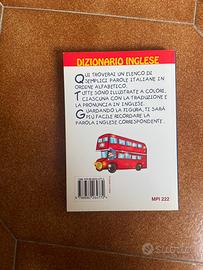 DIZIONARIO INGLESE
QUI TROVERAI UN ELENCO DI
SEMPLICI PAROLE ITALIANE IN
ORDINE ALFABETICO.
TUTTE SONO ILLUSTRATE A COLORI,
CIASCUNA CON LA TRADUZIONE E
LA PRONUNCIA IN INGLESE.
GUARDANDO LA FIGURA, TI SARÀ
PIÙ FACILE RICORDARE LA
PAROLA INGLESE CORRISPONDENTE.
MPI 222
Subito